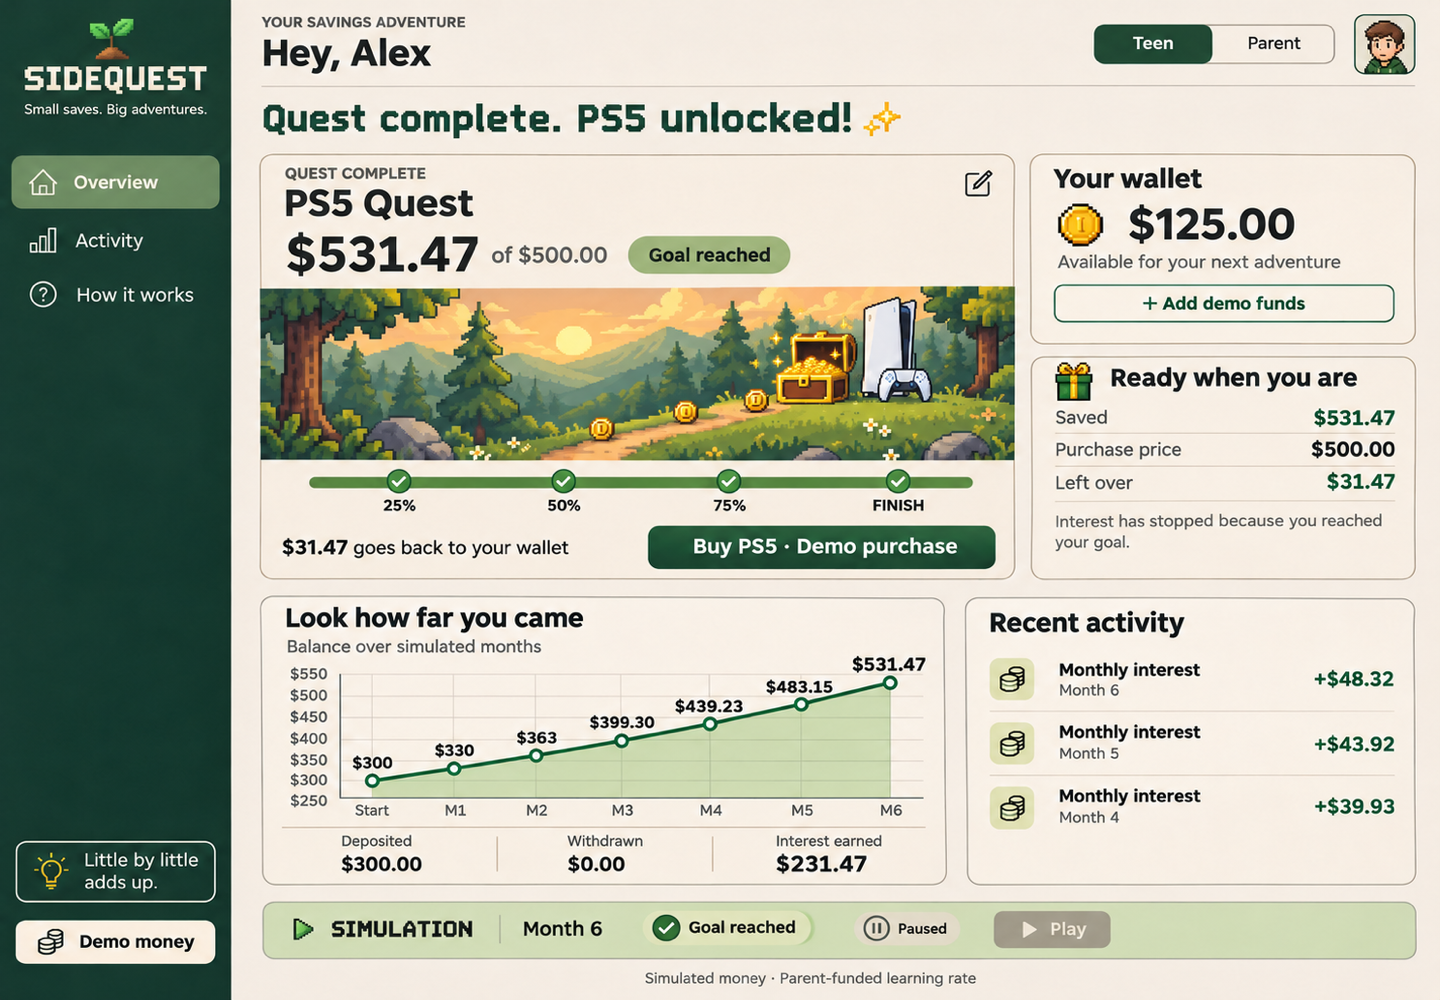 SIDEQUEST
Small saves. Big adventures.
Overview
Activity
How it works
Little by little
adds up.
Demo money
YOUR SAVINGS ADVENTURE
Hey, Alex
Teen
Parent
Quest complete. PS5 unlocked!
QUEST COMPLETE
PS5 Quest
$531.47 of $500.00
Goal reached
25%
50%
75%
FINISH
$31.47 goes back to your wallet
Buy PS5 · Demo purchase
Your wallet
$125.00
Available for your next adventure
+ Add demo funds
Ready when you are
Saved $531.47
Purchase price $500.00
Left over $31.47
Interest has stopped because you reached
your goal.
Look how far you came
Balance over simulated months
$550
$500
$450
$400
$350
$300
$250
$300
$330
$363
$399.30
$439.23
$483.15
$531.47
Start
M1
M2
M3
M4
M5
M6
Deposited
$300.00
Withdrawn
$0.00
Interest earned
$231.47
Recent activity
Monthly interest
Month 6
+$48.32
Monthly interest
Month 5
+$43.92
Monthly interest
Month 4
+$39.93
SIMULATION
Month 6
Goal reached
Paused
Play
Simulated money · Parent-funded learning rate